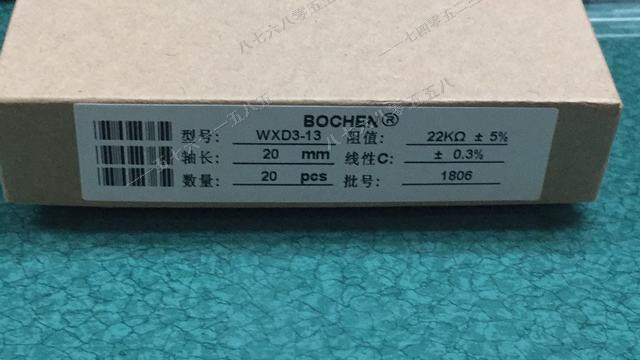 BOCHEN®
型号: WXD3-13 阻值: 22KΩ ± 5%
轴长: 20 mm 线性C: ± 0.3%
数量: 20 pcs 批号: 1806